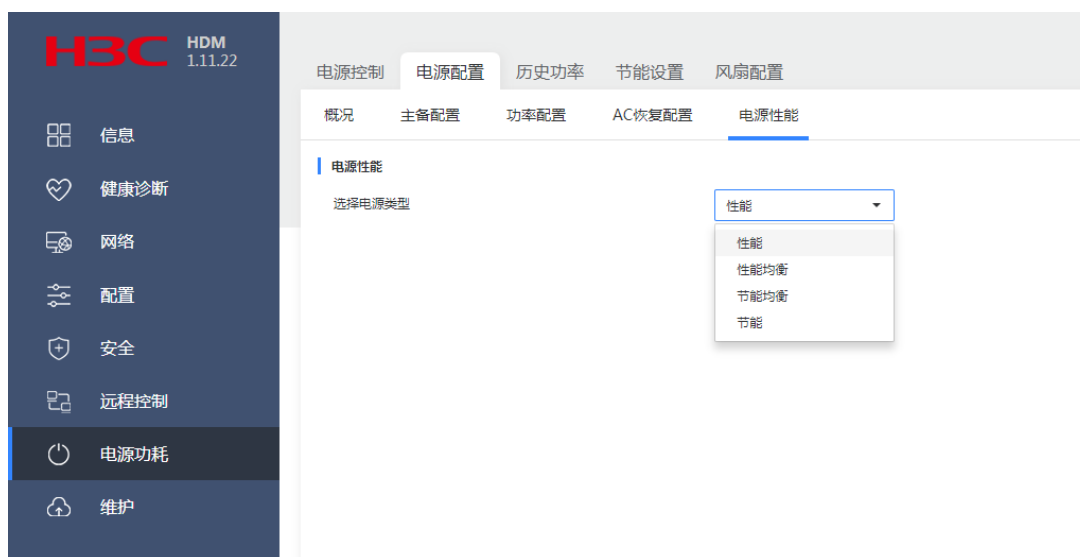 H3C HDM
1.11.22
电源控制 电源配置 历史功率 节能设置 风扇配置
概况 主备配置 功率配置 AC恢复配置 电源性能
信息
健康诊断
网络
配置
安全
远程控制
电源功耗
维护
电源性能
选择电源类型 性能
性能
性能均衡
节能均衡
节能